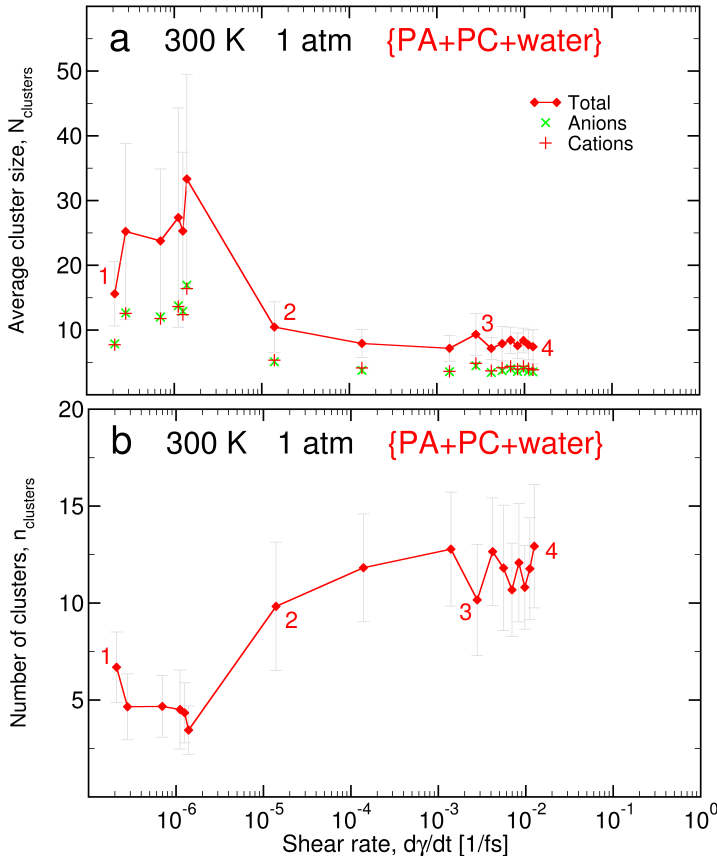 a 300 K 1 atm {PA+PC+water}
50
40
30
20
10
Average cluster size, N_clusters
Total
Anions
Cations
1
2
3
4
b 300 K 1 atm {PA+PC+water}
20
15
10
5
0
Number of clusters, n_clusters
1
2
3
4
10^-6 10^-5 10^-4 10^-3 10^-2 10^-1 10^0
Shear rate, dγ/dt [1/fs]